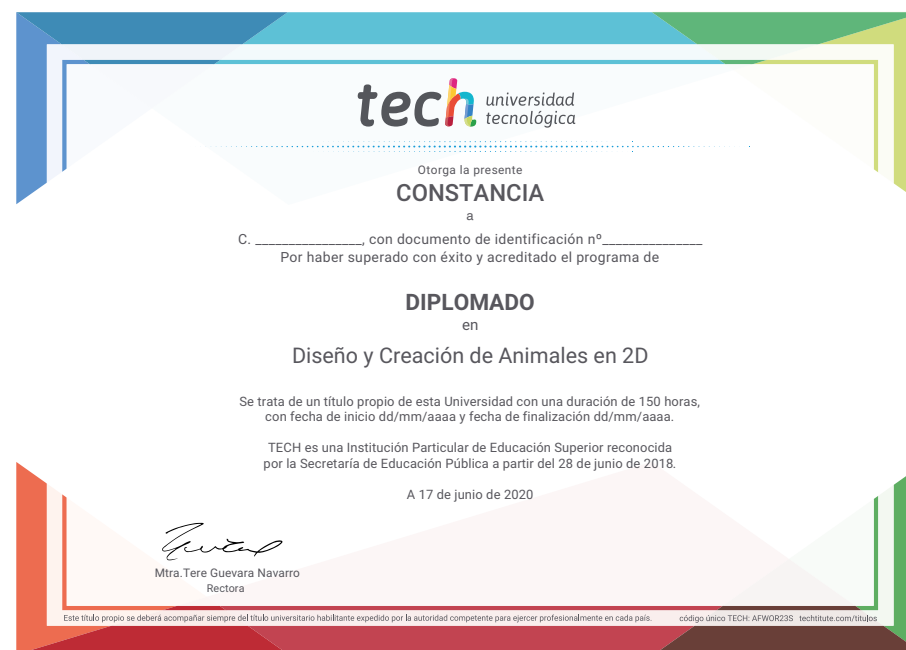 tech universidad
tecnológica
Otorga la presente
CONSTANCIA
a
C. ________________, con documento de identificación nº_______________
Por haber superado con éxito y acreditado el programa de
DIPLOMADO
en
Diseño y Creación de Animales en 2D
Se trata de un título propio de esta Universidad con una duración de 150 horas,
con fecha de inicio dd/mm/aaaa y fecha de finalización dd/mm/aaaa.
TECH es una Institución Particular de Educación Superior reconocida
por la Secretaría de Educación Pública a partir del 28 de junio de 2018.
A 17 de junio de 2020
Mtra.Tere Guevara Navarro
Rectora
Este título propio se deberá acompañar siempre del título universitario habilitante expedido por la autoridad competente para ejercer profesionalmente en cada país. código único TECH: AFWOR23S techtitute.com/titulos